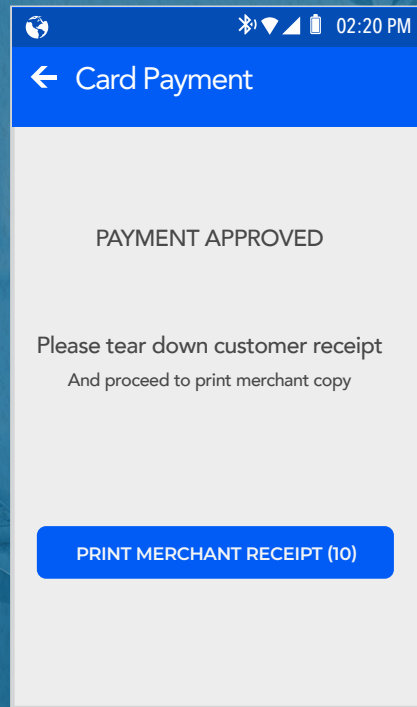 02:20 PM
Card Payment
PAYMENT APPROVED
Please tear down customer receipt
And proceed to print merchant copy
PRINT MERCHANT RECEIPT (10)